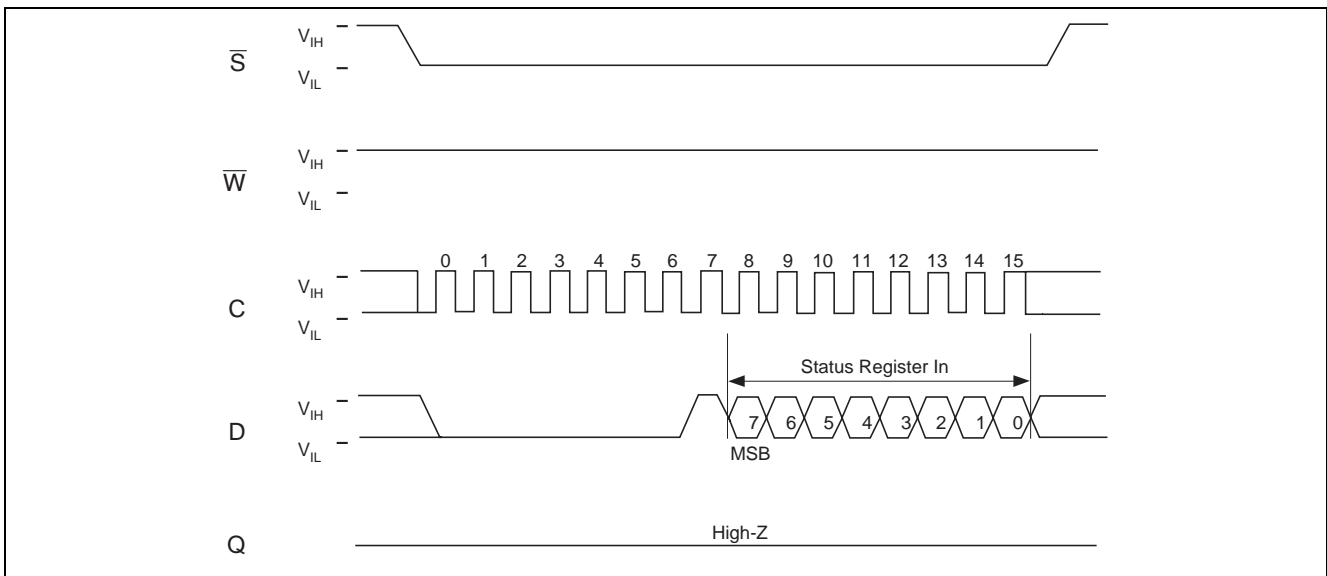 S̅
V_IH
V_IL
W̅
V_IH
V_IL
C
V_IH
V_IL
0 1 2 3 4 5 6 7 8 9 10 11 12 13 14 15
Status Register In
D
V_IH
V_IL
7 6 5 4 3 2 1 0
MSB
Q
High-Z